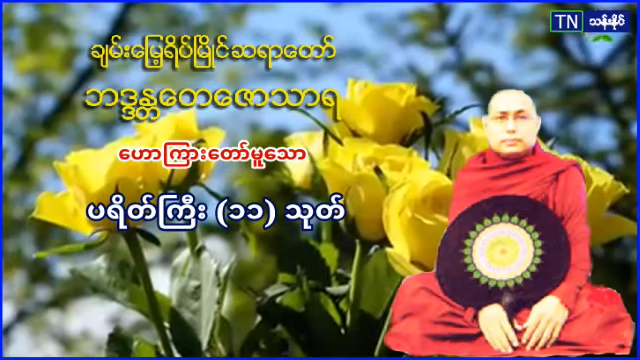 TN သန်းနိုင်
ချမ်းမြေ့ရိပ်မြိုင်ဆရာတော်
ဘဒ္ဒန္တတေဇောသာရ
ဟောကြားတော်မူသော
ပရိတ်ကြီး (၁၁) သုတ်